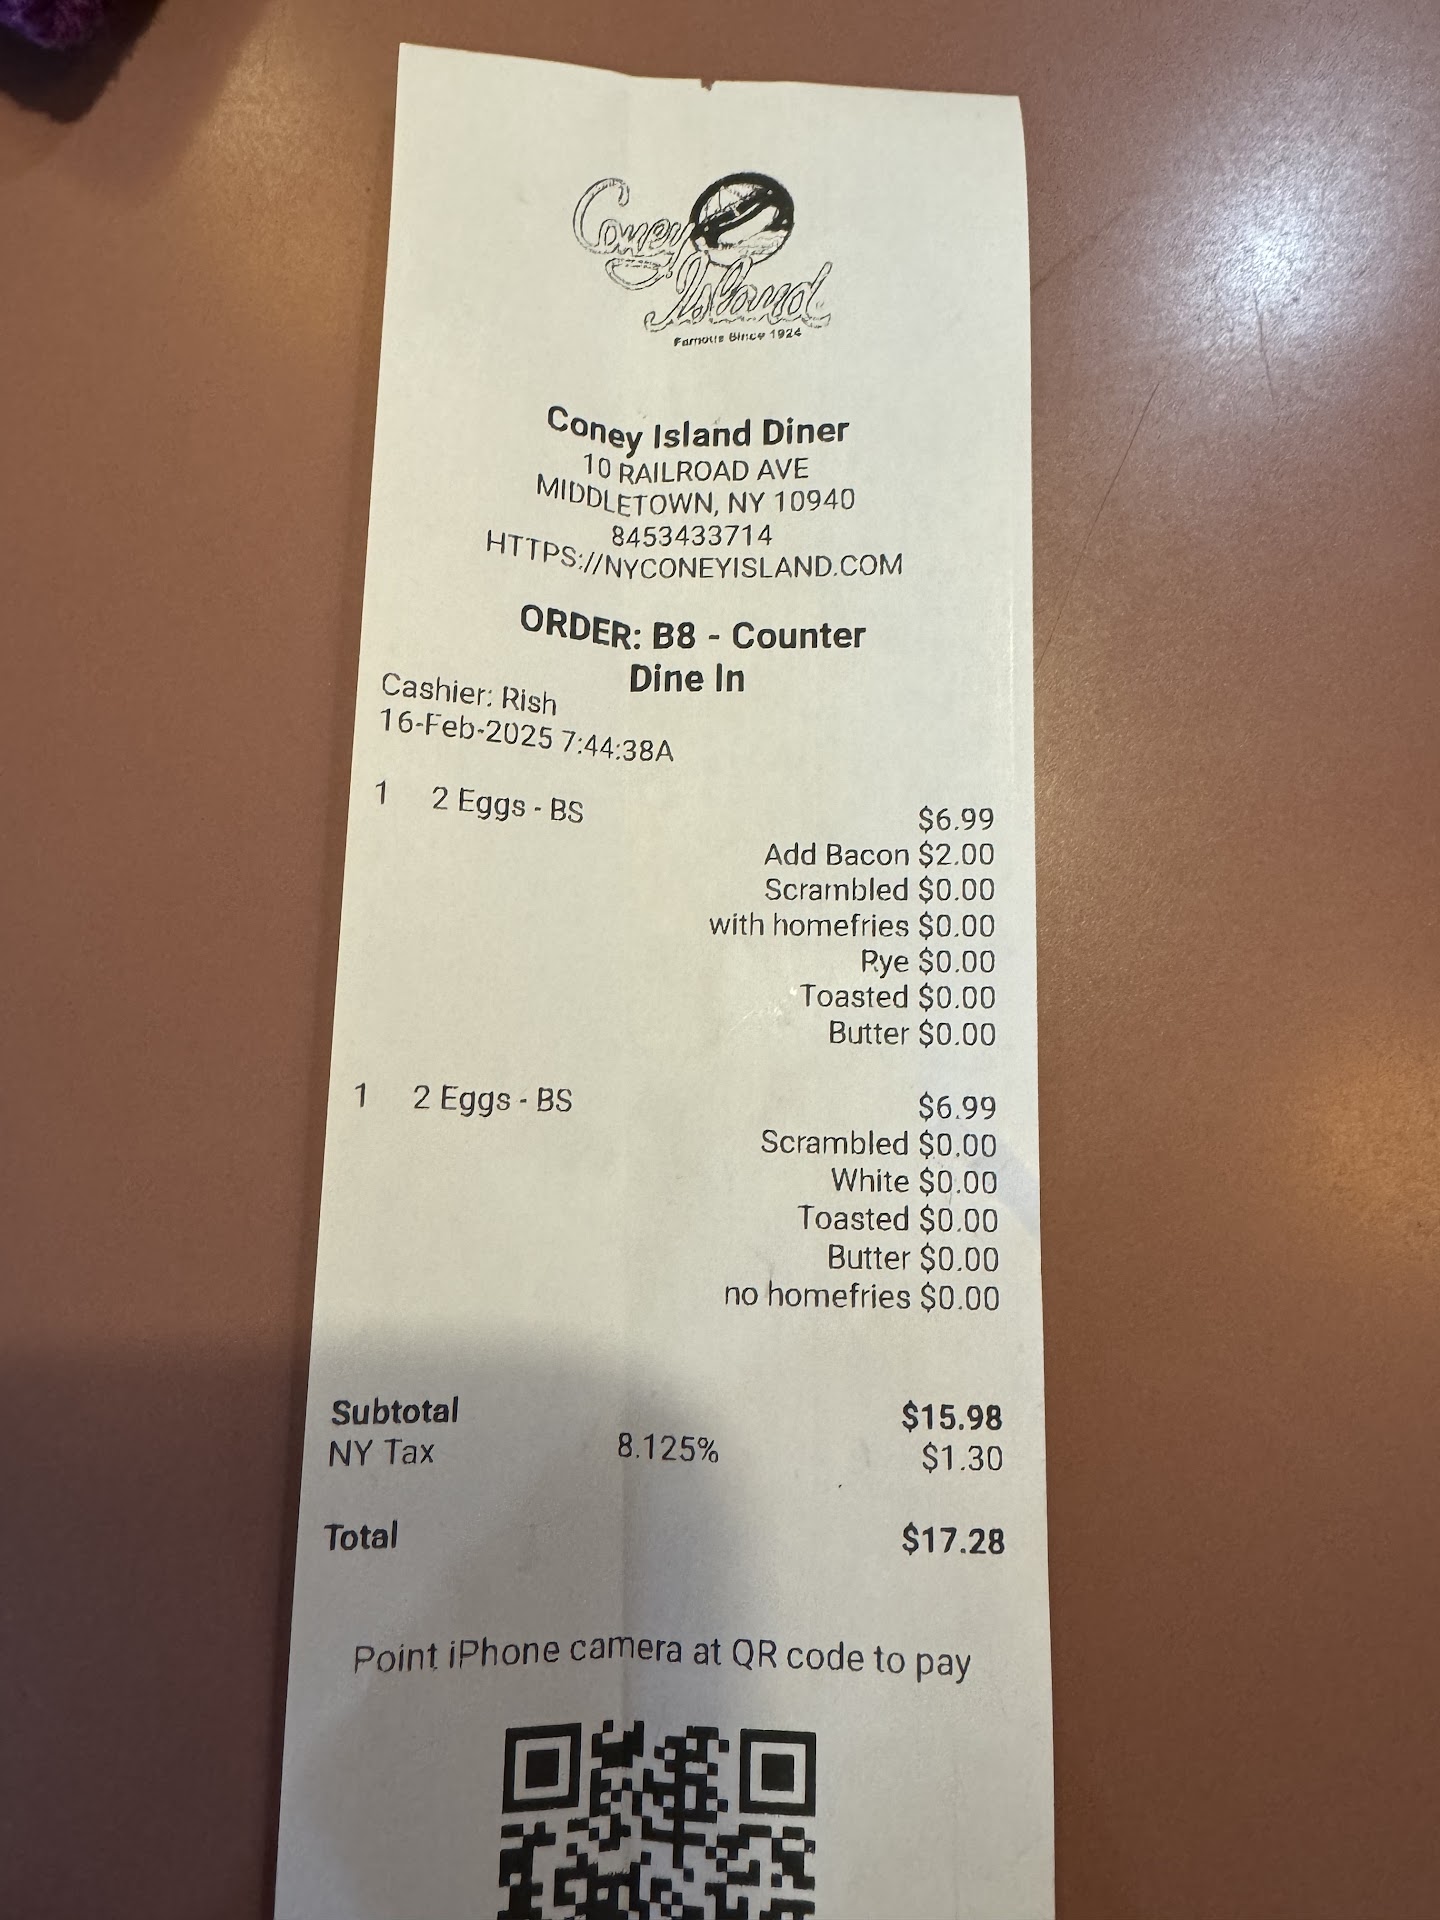 Coney
Island
Famous Since 1924
Coney Island Diner
10 RAILROAD AVE
MIDDLETOWN, NY 10940
8453433714
HTTPS://NYCONEYISLAND.COM
ORDER: B8 - Counter
Dine In
Cashier: Rish
16-Feb-2025 7:44:38A
1 2 Eggs - BS $6.99
Add Bacon $2.00
Scrambled $0.00
with homefries $0.00
Rye $0.00
Toasted $0.00
Butter $0.00
1 2 Eggs - BS $6.99
Scrambled $0.00
White $0.00
Toasted $0.00
Butter $0.00
no homefries $0.00
Subtotal $15.98
NY Tax 8.125% $1.30
Total $17.28
Point iPhone camera at QR code to pay